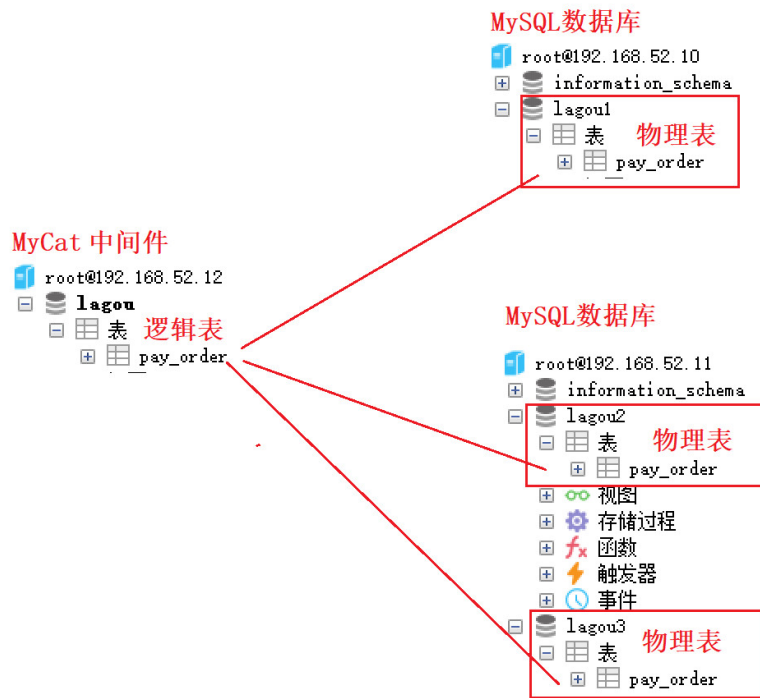 MySQL数据库
root@192.168.52.10
information_schema
lagou1
表 物理表
pay_order
MyCat 中间件
root@192.168.52.12
lagou
表 逻辑表
pay_order
MySQL数据库
root@192.168.52.11
information_schema
lagou2
表 物理表
pay_order
视图
存储过程
fx 函数
触发器
事件
lagou3
表 物理表
pay_order